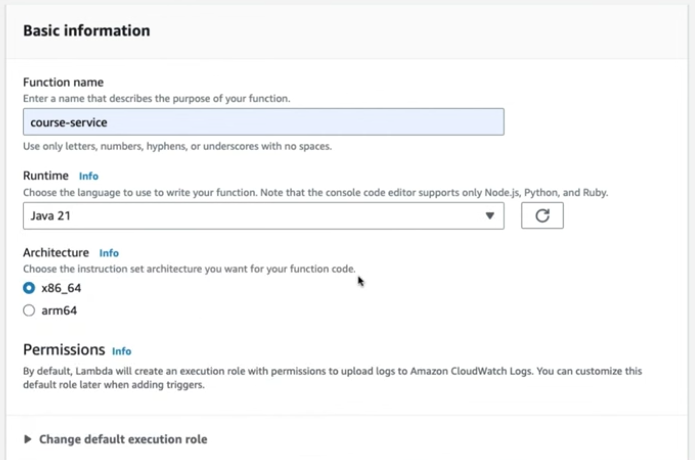 Basic information
Function name
Enter a name that describes the purpose of your function.
course-service
Use only letters, numbers, hyphens, or underscores with no spaces.
Runtime Info
Choose the language to use to write your function. Note that the console code editor supports only Node.js, Python, and Ruby.
Java 21
Architecture Info
Choose the instruction set architecture you want for your function code.
x86_64
arm64
Permissions Info
By default, Lambda will create an execution role with permissions to upload logs to Amazon CloudWatch Logs. You can customize this
default role later when adding triggers.
Change default execution role